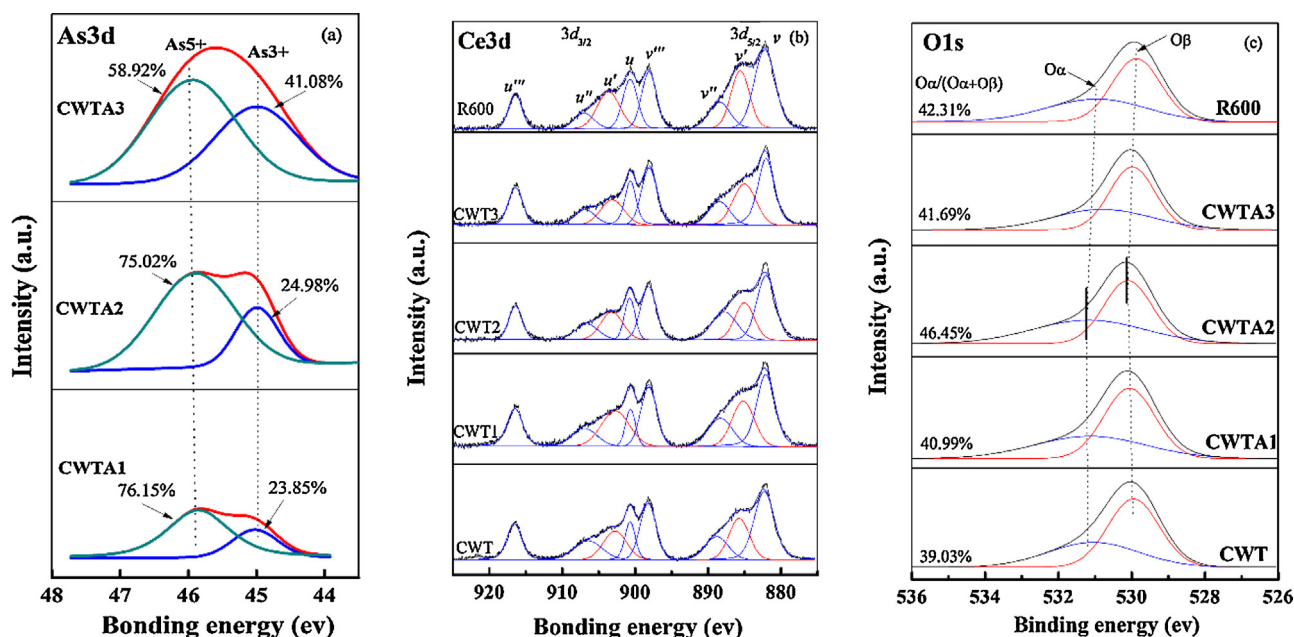 As3d
(a)
As5+
As3+
58.92%
41.08%
CWTA3
75.02%
24.98%
CWTA2
CWTA1
76.15%
23.85%
Intensity (a.u.)
48 47 46 45 44
Bonding energy (ev)
Ce3d
3d3/2
3d5/2
(b)
u'''
u''
u'
u
v'''
v''
v'
v
R600
CWT3
CWT2
CWT1
CWT
Intensity (a.u.)
920 910 900 890 880
Bonding energy (ev)
O1s
(c)
Oβ
Oα
Oα/(Oα+Oβ)
42.31%
R600
41.69%
CWTA3
46.45%
CWTA2
40.99%
CWTA1
39.03%
CWT
Intensity (a.u.)
536 534 532 530 528 526
Binding energy (ev)